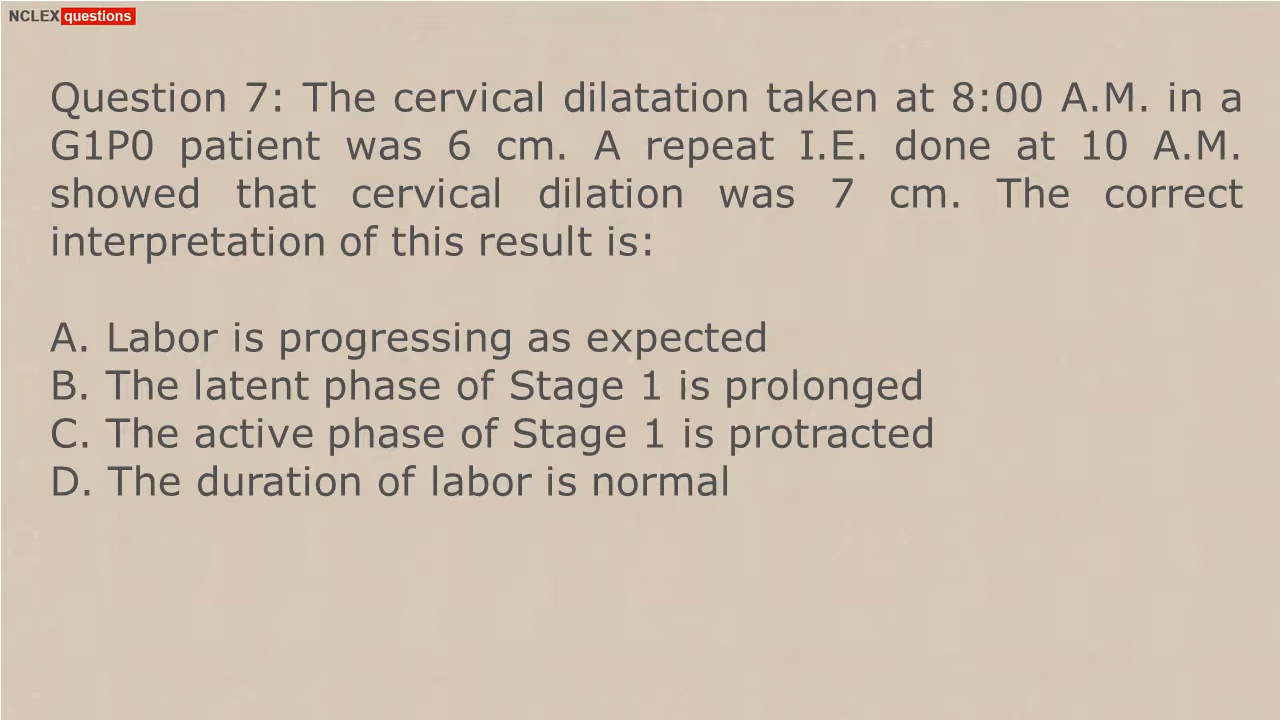 NCLEX questions
Question 7: The cervical dilatation taken at 8:00 A.M. in a
G1P0 patient was 6 cm. A repeat I.E. done at 10 A.M.
showed that cervical dilation was 7 cm. The correct
interpretation of this result is:
A. Labor is progressing as expected
B. The latent phase of Stage 1 is prolonged
C. The active phase of Stage 1 is protracted
D. The duration of labor is normal